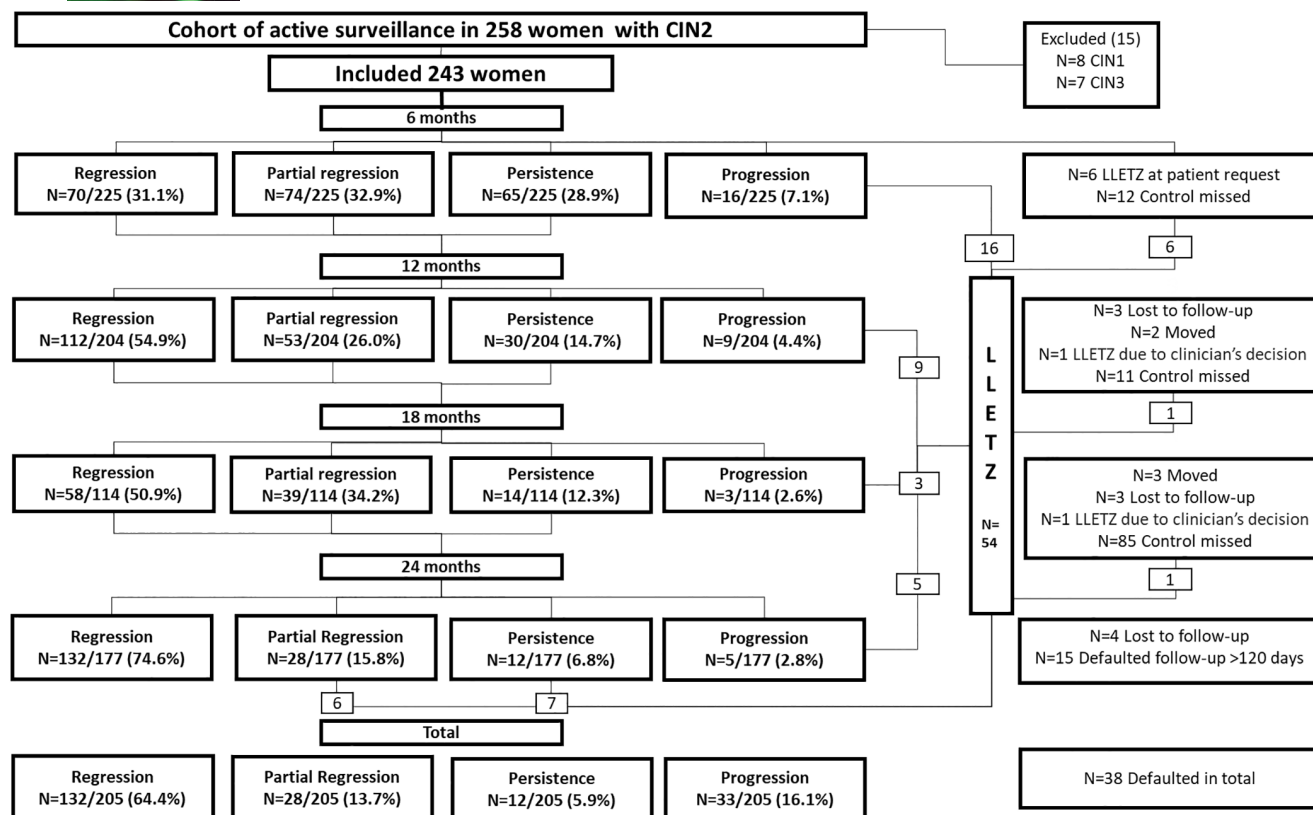 Cohort of active surveillance in 258 women with CIN2
Excluded (15)
N=8 CIN1
N=7 CIN3
Included 243 women
6 months
Regression
N=70/225 (31.1%)
Partial regression
N=74/225 (32.9%)
Persistence
N=65/225 (28.9%)
Progression
N=16/225 (7.1%)
N=6 LLETZ at patient request
N=12 Control missed
16
6
12 months
Regression
N=112/204 (54.9%)
Partial regression
N=53/204 (26.0%)
Persistence
N=30/204 (14.7%)
Progression
N=9/204 (4.4%)
9
N=3 Lost to follow-up
N=2 Moved
N=1 LLETZ due to clinician's decision
N=11 Control missed
1
L
L
E
T
Z
N=
54
18 months
Regression
N=58/114 (50.9%)
Partial regression
N=39/114 (34.2%)
Persistence
N=14/114 (12.3%)
Progression
N=3/114 (2.6%)
3
N=3 Moved
N=3 Lost to follow-up
N=1 LLETZ due to clinician's decision
N=85 Control missed
1
24 months
5
Regression
N=132/177 (74.6%)
Partial Regression
N=28/177 (15.8%)
Persistence
N=12/177 (6.8%)
Progression
N=5/177 (2.8%)
N=4 Lost to follow-up
N=15 Defaulted follow-up >120 days
6
7
Total
Regression
N=132/205 (64.4%)
Partial Regression
N=28/205 (13.7%)
Persistence
N=12/205 (5.9%)
Progression
N=33/205 (16.1%)
N=38 Defaulted in total